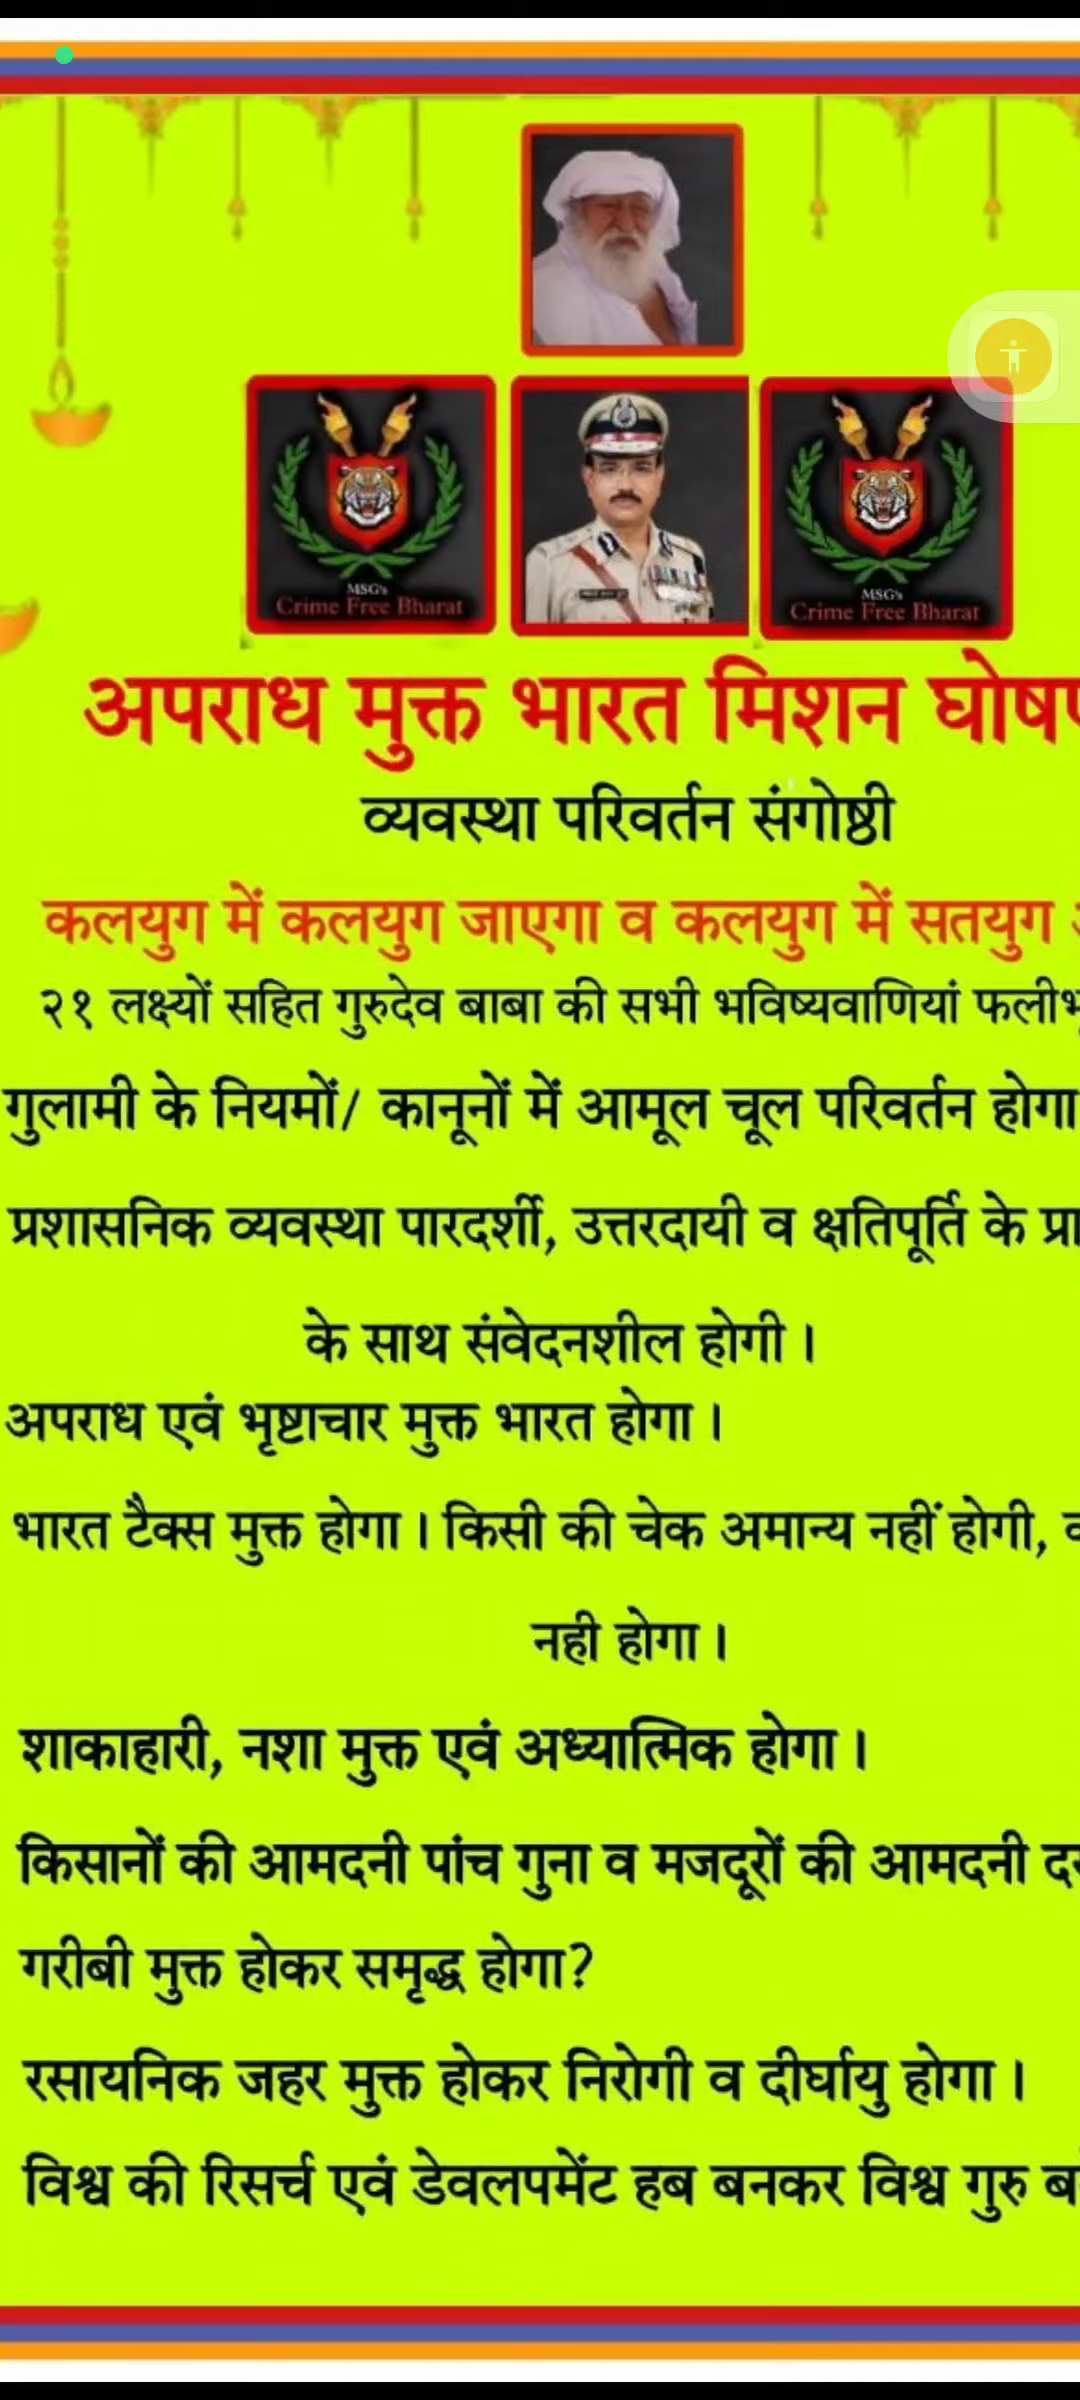 MSG's
Crime Free Bharat
MSG's
Crime Free Bharat
अपराध मुक्त भारत मिशन
व्यवस्था परिवर्तन संगोष्ठी
कलयुग में कलयुग जाएगा व कलयुग में सतयुग
२१ लक्ष्यों सहित गुरुदेव बाबा की सभी भविष्यवाणियां
गुलामी के नियमों/ कानूनों में आमूल चूल परिवर्तन होगा
प्रशासनिक व्यवस्था पारदर्शी, उत्तरदायी व क्षतिपूर्ति के
के साथ संवेदनशील होगी ।
अपराध एवं भृष्टाचार मुक्त भारत होगा ।
भारत टैक्स मुक्त होगा । किसी की चेक अमान्य नहीं होगी,
नही होगा ।
शाकाहारी, नशा मुक्त एवं अध्यात्मिक होगा ।
किसानों की आमदनी पांच गुना व मजदूरों की आमदनी
गरीबी मुक्त होकर समृद्ध होगा?
रसायनिक जहर मुक्त होकर निरोगी व दीर्घायु होगा ।
विश्व की रिसर्च एवं डेवलपमेंट हब बनकर विश्व गुरु